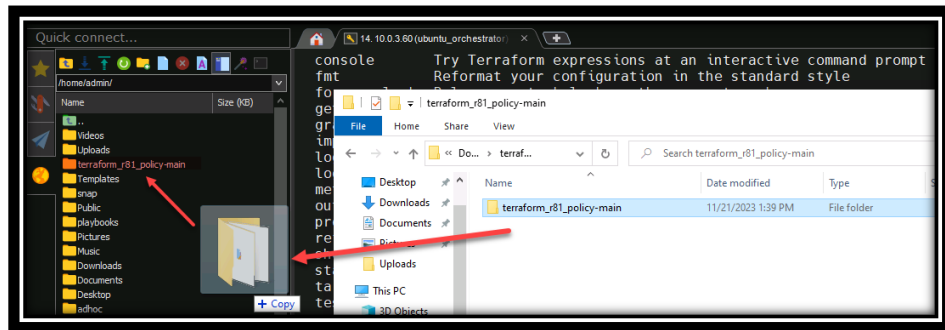 Quick connect...
14. 10.0.3.60 (ubuntu_orchestrator)
/home/admin/
Name Size (KB)
..
Videos
Uploads
terraform_r81_policy-main
Templates
snap
Public
playbooks
Pictures
Music
Downloads
Documents
Desktop
adhoc
+ Copy
console Try Terraform expressions at an interactive command prompt
fmt Reformat your configuration in the standard style
terraform_r81_policy-main
File Home Share View
« Do... › terraf... Search terraform_r81_policy-main
Name Date modified Type
terraform_r81_policy-main 11/21/2023 1:39 PM File folder
Desktop
Downloads
Documents
Pictures
Uploads
This PC
3D Objects